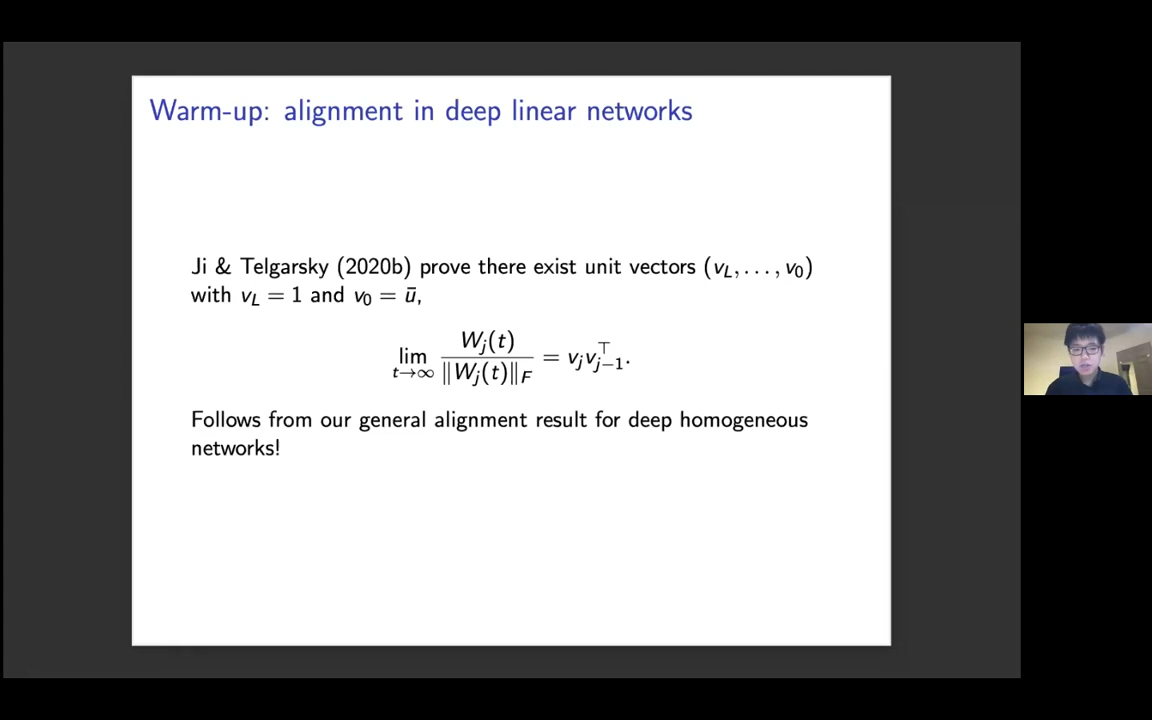 Warm-up: alignment in deep linear networks
Ji & Telgarsky (2020b) prove there exist unit vectors (v_L, . . . , v_0)
with v_L = 1 and v_0 = ū,
lim_{t→∞} W_j(t) / ‖W_j(t)‖_F = v_j v_{j−1}^⊤.
Follows from our general alignment result for deep homogeneous
networks!